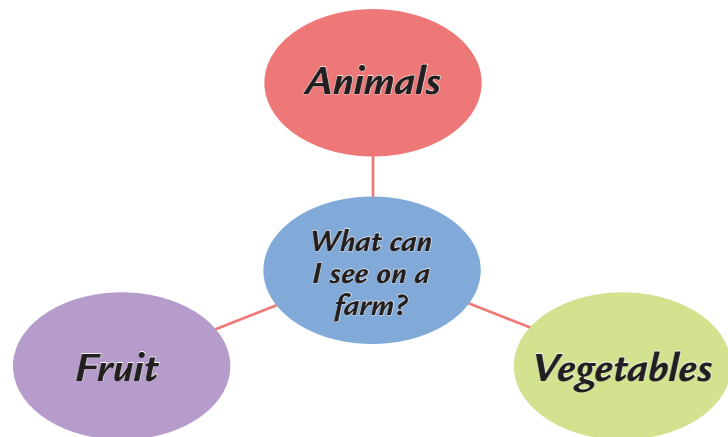 Animals
What can
I see on a
farm?
Fruit
Vegetables